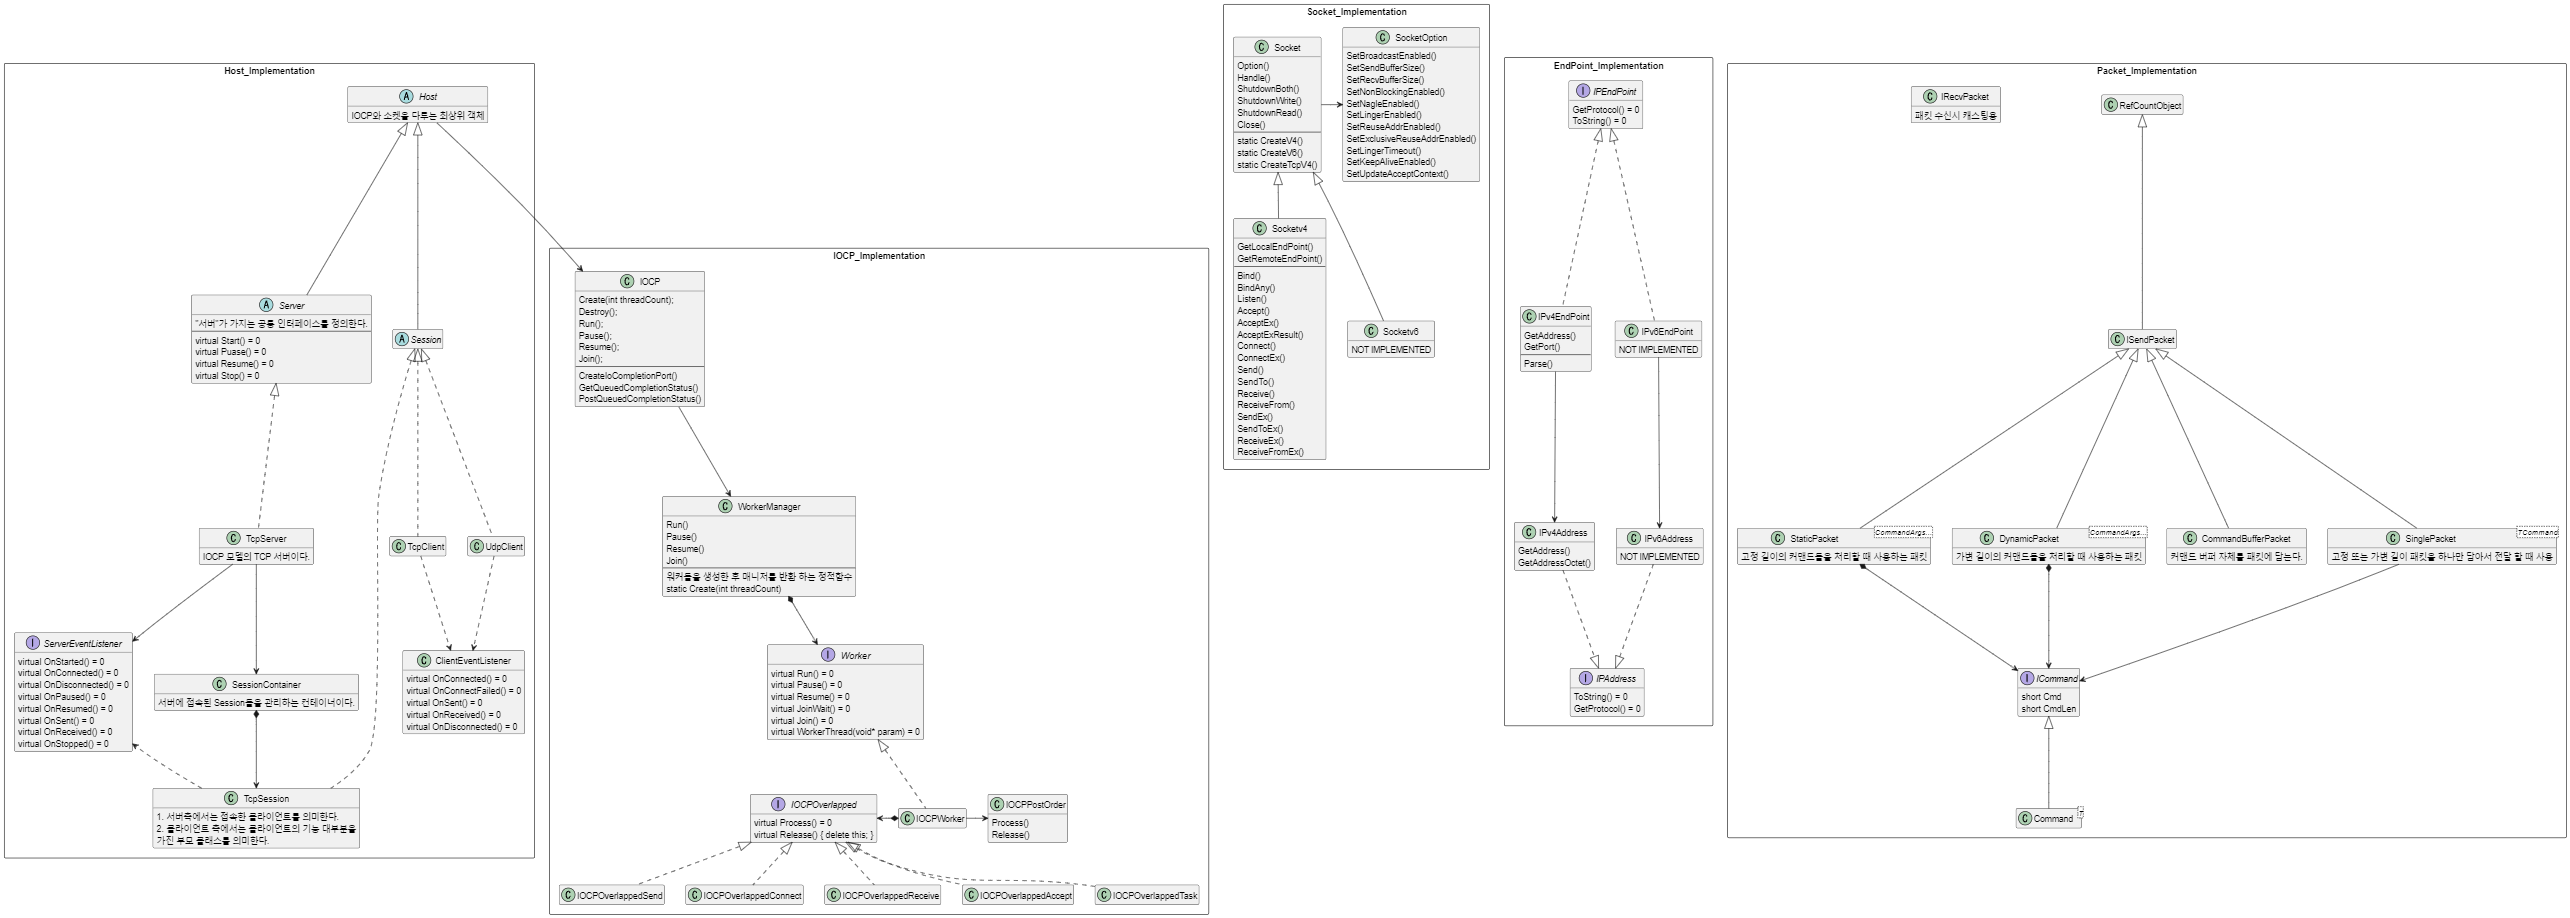 Host_Implementation
A Host
IOCP와 소켓을 다루는 최상위 객체
A Server
"서버"가 가지는 공통 인터페이스를 정의한다.
virtual Start() = 0
virtual Puase() = 0
virtual Resume() = 0
virtual Stop() = 0
A Session
C TcpServer
IOCP 모델의 TCP 서버이다.
C TcpClient
C UdpClient
I ServerEventListener
virtual OnStarted() = 0
virtual OnConnected() = 0
virtual OnDisconnected() = 0
virtual OnPaused() = 0
virtual OnResumed() = 0
virtual OnSent() = 0
virtual OnReceived() = 0
virtual OnStopped() = 0
C SessionContainer
서버에 접속된 Session들을 관리하는 컨테이너이다.
C ClientEventListener
virtual OnConnected() = 0
virtual OnConnectFailed() = 0
virtual OnSent() = 0
virtual OnReceived() = 0
virtual OnDisconnected() = 0
C TcpSession
1. 서버측에서는 접속한 클라이언트를 의미한다.
2. 클라이언트 측에서는 클라이언트의 기능 대부분을
가진 부모 클래스를 의미한다.
IOCP_Implementation
C IOCP
Create(int threadCount);
Destroy();
Run();
Pause();
Resume();
Join();
CreateIoCompletionPort()
GetQueuedCompletionStatus()
PostQueuedCompletionStatus()
C WorkerManager
Run()
Pause()
Resume()
Join()
워커들을 생성한 후 매니저를 반환 하는 정적함수
static Create(int threadCount)
I Worker
virtual Run() = 0
virtual Pause() = 0
virtual Resume() = 0
virtual JoinWait() = 0
virtual Join() = 0
virtual WorkerThread(void* param) = 0
I IOCPOverlapped
virtual Process() = 0
virtual Release() { delete this; }
C IOCPWorker
C IOCPPostOrder
Process()
Release()
C IOCPOverlappedSend
C IOCPOverlappedConnect
C IOCPOverlappedReceive
C IOCPOverlappedAccept
C IOCPOverlappedTask
Socket_Implementation
C Socket
Option()
Handle()
ShutdownBoth()
ShutdownWrite()
ShutdownRead()
Close()
static CreateV4()
static CreateV6()
static CreateTcpV4()
C SocketOption
SetBroadcastEnabled()
SetSendBufferSize()
SetRecvBufferSize()
SetNonBlockingEnabled()
SetNagleEnabled()
SetLingerEnabled()
SetReuseAddrEnabled()
SetExclusiveReuseAddrEnabled()
SetLingerTimeout()
SetKeepAliveEnabled()
SetUpdateAcceptContext()
C Socketv4
GetLocalEndPoint()
GetRemoteEndPoint()
Bind()
BindAny()
Listen()
Accept()
AcceptEx()
AcceptExResult()
Connect()
ConnectEx()
Send()
SendTo()
Receive()
ReceiveFrom()
SendEx()
SendToEx()
ReceiveEx()
ReceiveFromEx()
C Socketv6
NOT IMPLEMENTED
EndPoint_Implementation
I IPEndPoint
GetProtocol() = 0
ToString() = 0
C IPv4EndPoint
GetAddress()
GetPort()
Parse()
C IPv6EndPoint
NOT IMPLEMENTED
C IPv4Address
GetAddress()
GetAddressOctet()
C IPv6Address
NOT IMPLEMENTED
I IPAddress
ToString() = 0
GetProtocol() = 0
Packet_Implementation
C IRecvPacket
패킷 수신시 캐스팅용
C RefCountObject
C ISendPacket
C StaticPacket
CommandArgs...
고정 길이의 커맨드들을 처리할 때 사용하는 패킷
C DynamicPacket
CommandArgs...
가변 길이의 커맨드들을 처리할 때 사용하는 패킷
C CommandBufferPacket
커맨드 버퍼 자체를 패킷에 담는다.
C SinglePacket
TCommand
고정 또는 가변 길이 패킷을 하나만 담아서 전달 할 때 사용
I ICommand
short Cmd
short CmdLen
C Command